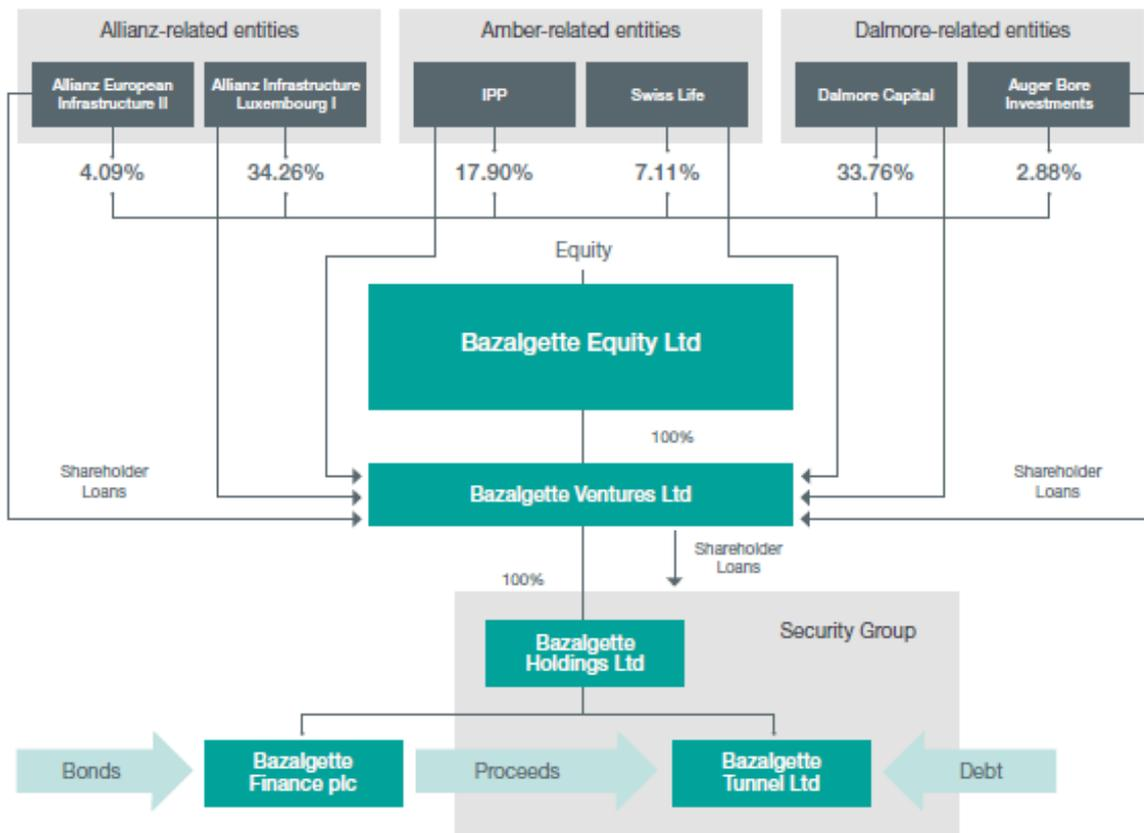 Allianz-related entities
Amber-related entities
Dalmore-related entities
Allianz European
Infrastructure II
Allianz Infrastructure
Luxembourg I
IPP
Swiss Life
Dalmore Capital
Auger Bore
Investments
4.09%
34.26%
17.90%
7.11%
33.76%
2.88%
Equity
Bazalgette Equity Ltd
100%
Shareholder
Loans
Bazalgette Ventures Ltd
Shareholder
Loans
100%
Shareholder
Loans
Bazalgette
Holdings Ltd
Security Group
Bonds
Bazalgette
Finance plc
Proceeds
Bazalgette
Tunnel Ltd
Debt